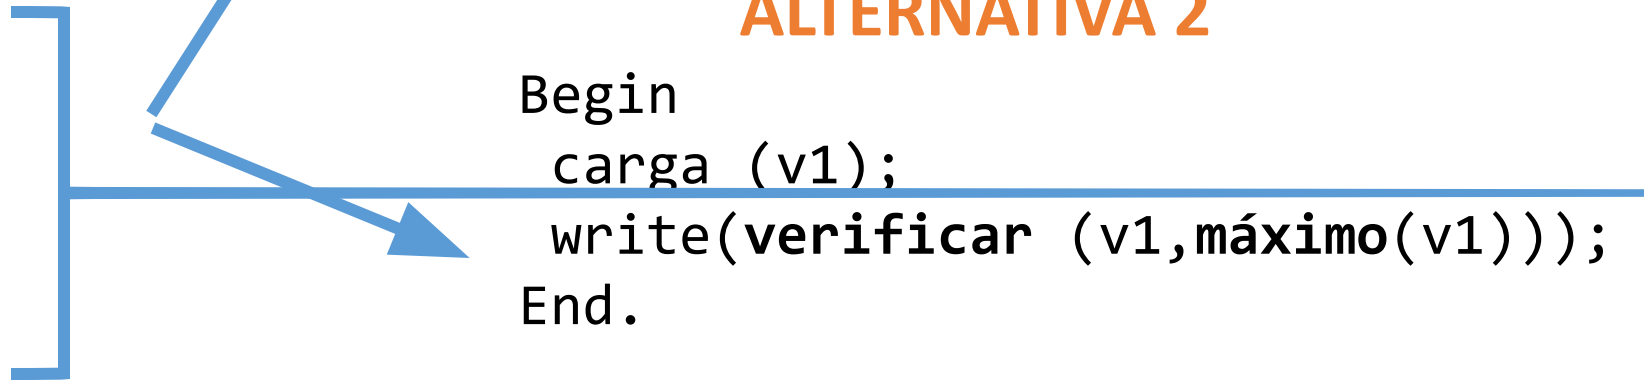 ALTERNATIVA 2
Begin
carga (v1);
write(verificar (v1,máximo(v1)));
End.